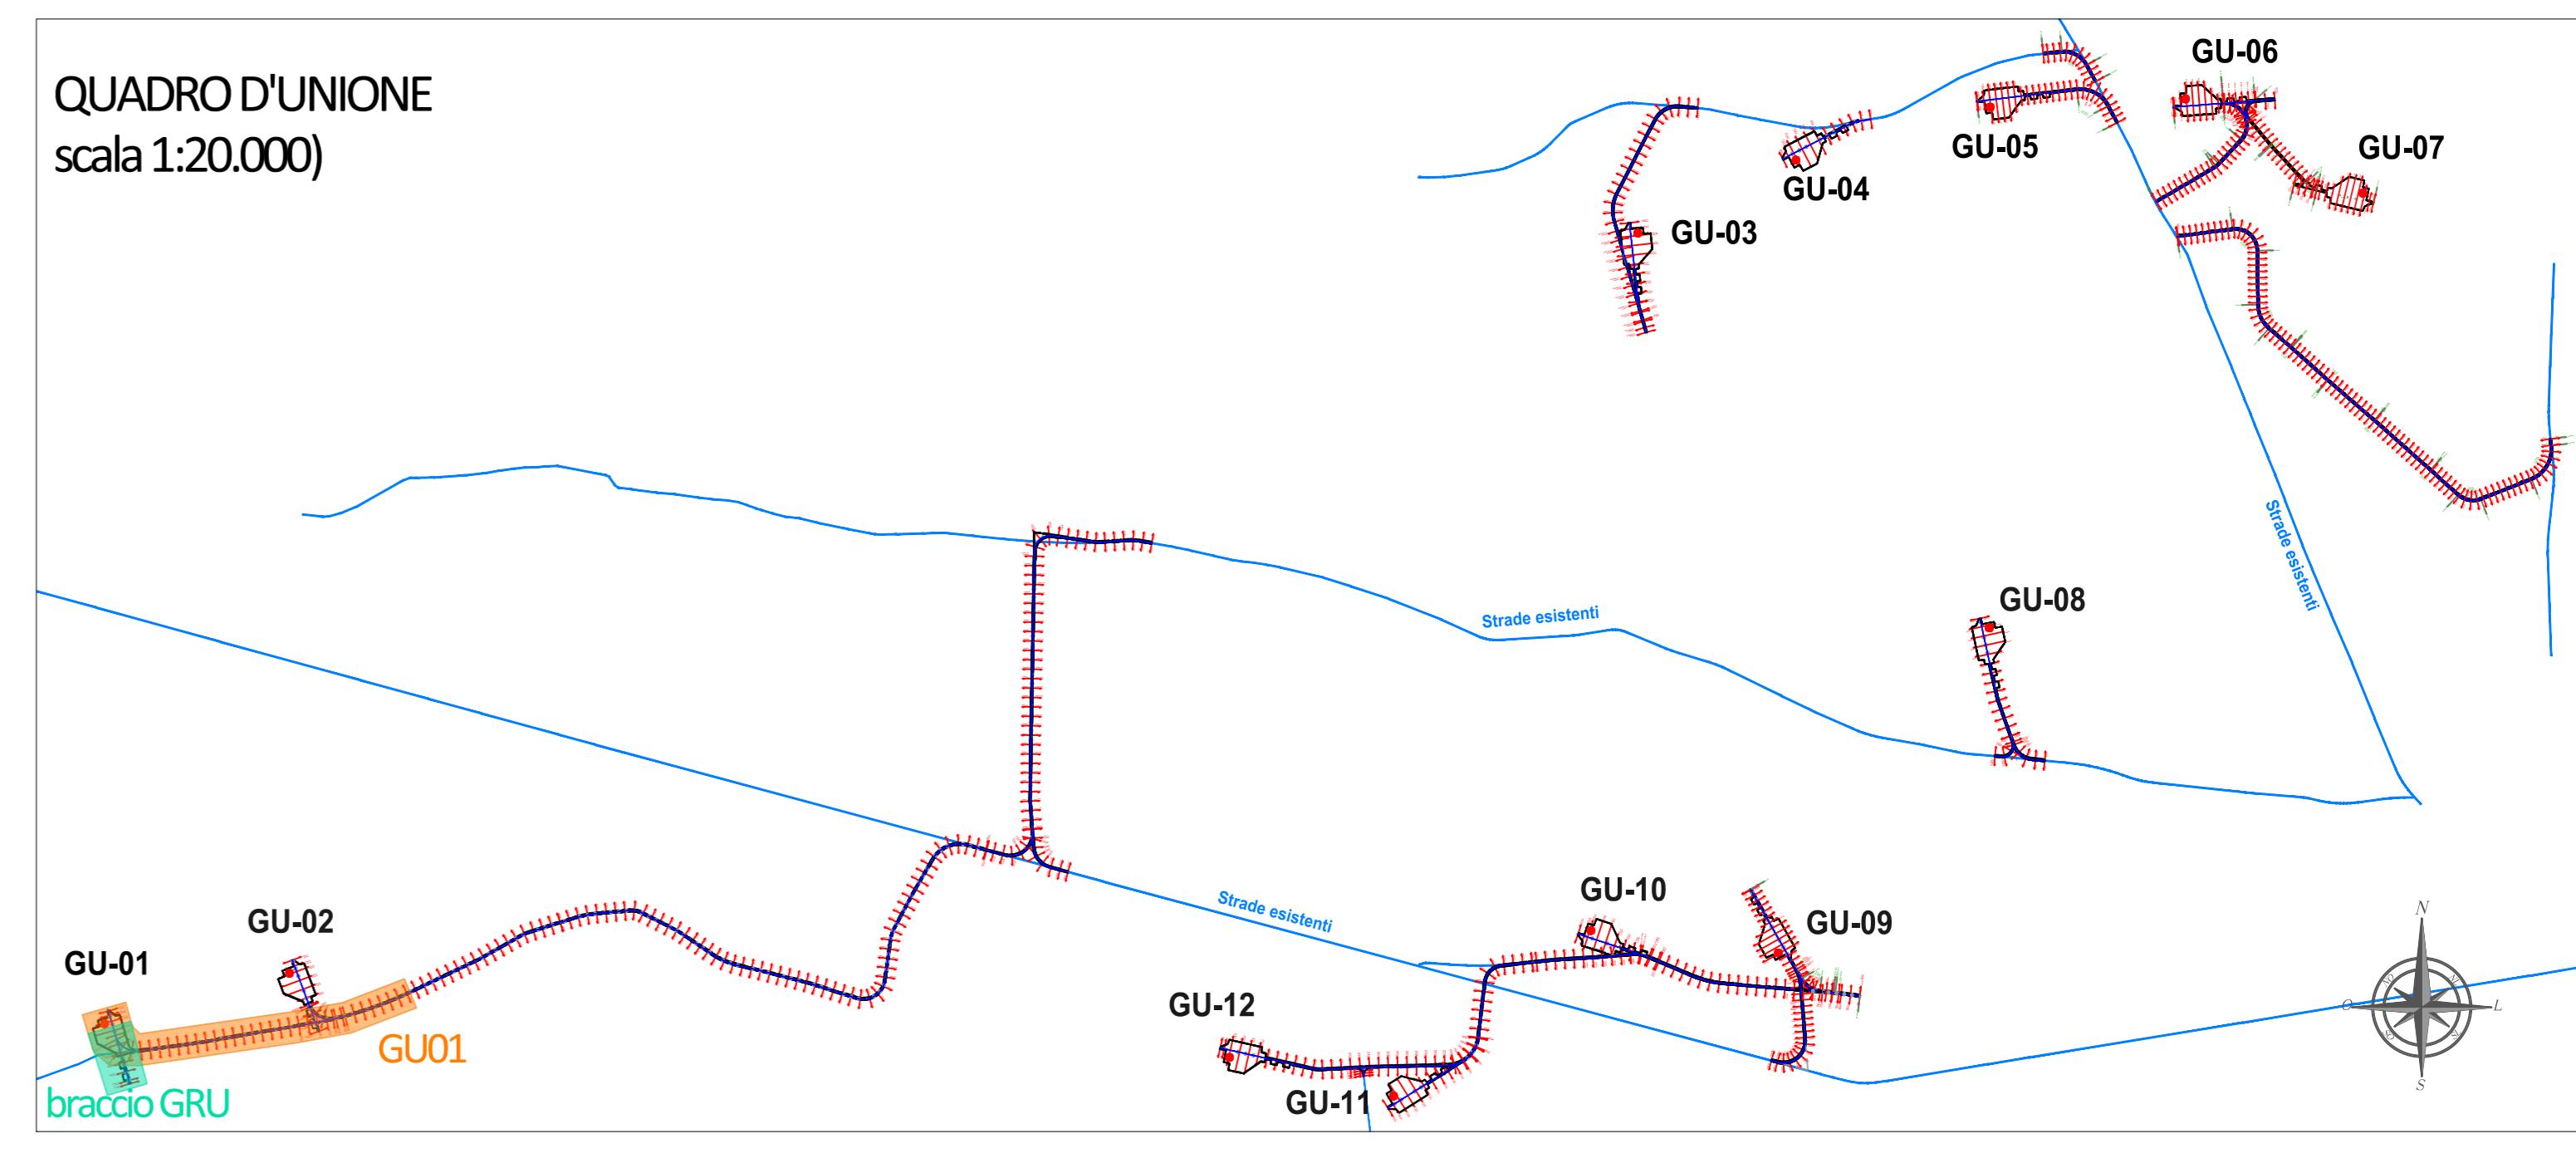 QUADRO D'UNIONE
scala 1:20.000)
GU-06
GU-05
GU-07
GU-04
GU-03
Strade esistenti
GU-08
Strade esistenti
Strade esistenti
GU-10
GU-09
GU-02
GU-01
GU-12
GU01
GU-11
braccio GRU
N
O
L
S